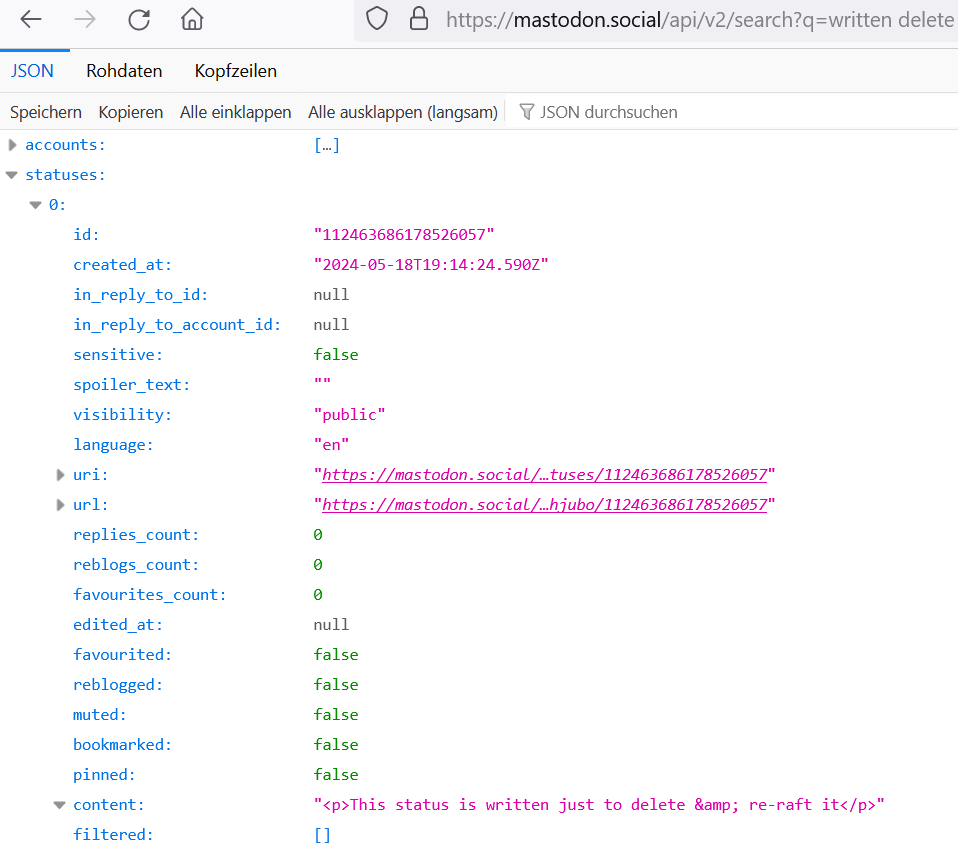 https://mastodon.social/api/v2/search?q=written delete
JSON Rohdaten Kopfzeilen
Speichern Kopieren Alle einklappen Alle ausklappen (langsam) JSON durchsuchen
accounts: […]
statuses:
0:
id: "112463686178526057"
created_at: "2024-05-18T19:14:24.590Z"
in_reply_to_id: null
in_reply_to_account_id: null
sensitive: false
spoiler_text: ""
visibility: "public"
language: "en"
uri: "https://mastodon.social/…tuses/112463686178526057"
url: "https://mastodon.social/…hjubo/112463686178526057"
replies_count: 0
reblogs_count: 0
favourites_count: 0
edited_at: null
favourited: false
reblogged: false
muted: false
bookmarked: false
pinned: false
content: "<p>This status is written just to delete &amp; re-raft it</p>"
filtered: []